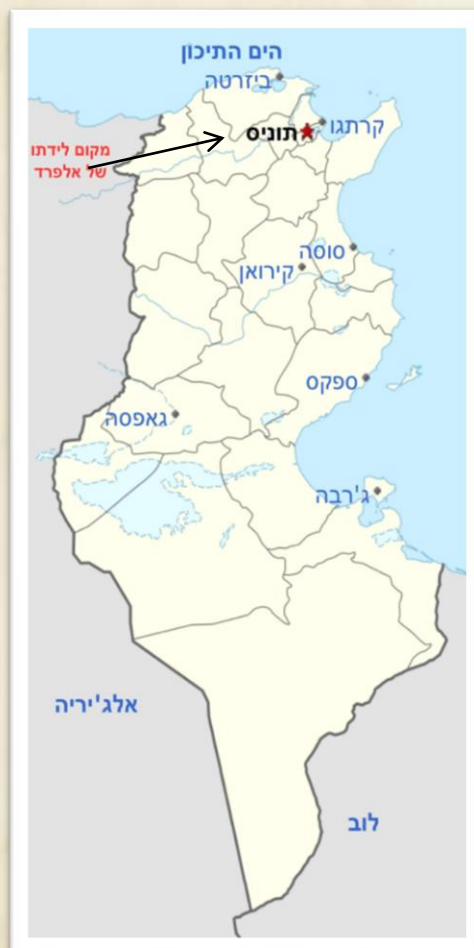 הים התיכון
ביזרטה
קרתגו
תוניס
מקום לידתו
של אלפרד
סוסה
קירואן
ספקס
גאפסה
ג'רבה
אלג'יריה
לוב